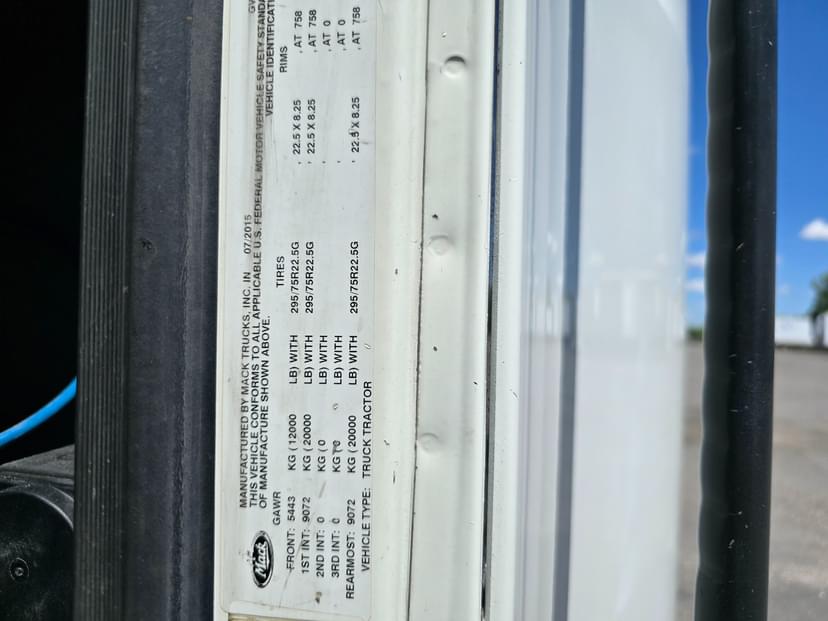 Mack
MANUFACTURED BY MACK TRUCKS, INC. IN 07/2015 GV
THIS VEHICLE CONFORMS TO ALL APPLICABLE U.S. FEDERAL MOTOR VEHICLE SAFETY STANDA
OF MANUFACTURE SHOWN ABOVE. VEHICLE IDENTIFICATI
GAWR TIRES RIMS
FRONT: 5443 KG (12000 LB) WITH 295/75R22.5G , 22.5 X 8.25 , AT 758
1ST INT: 9072 KG (20000 LB) WITH 295/75R22.5G , 22.5 X 8.25 , AT 758
2ND INT: 0 KG (0 LB) WITH , , AT 0
3RD INT: 0 KG (0 LB) WITH , , AT 0
REARMOST: 9072 KG (20000 LB) WITH 295/75R22.5G , 22.5 X 8.25 , AT 758
VEHICLE TYPE: TRUCK TRACTOR